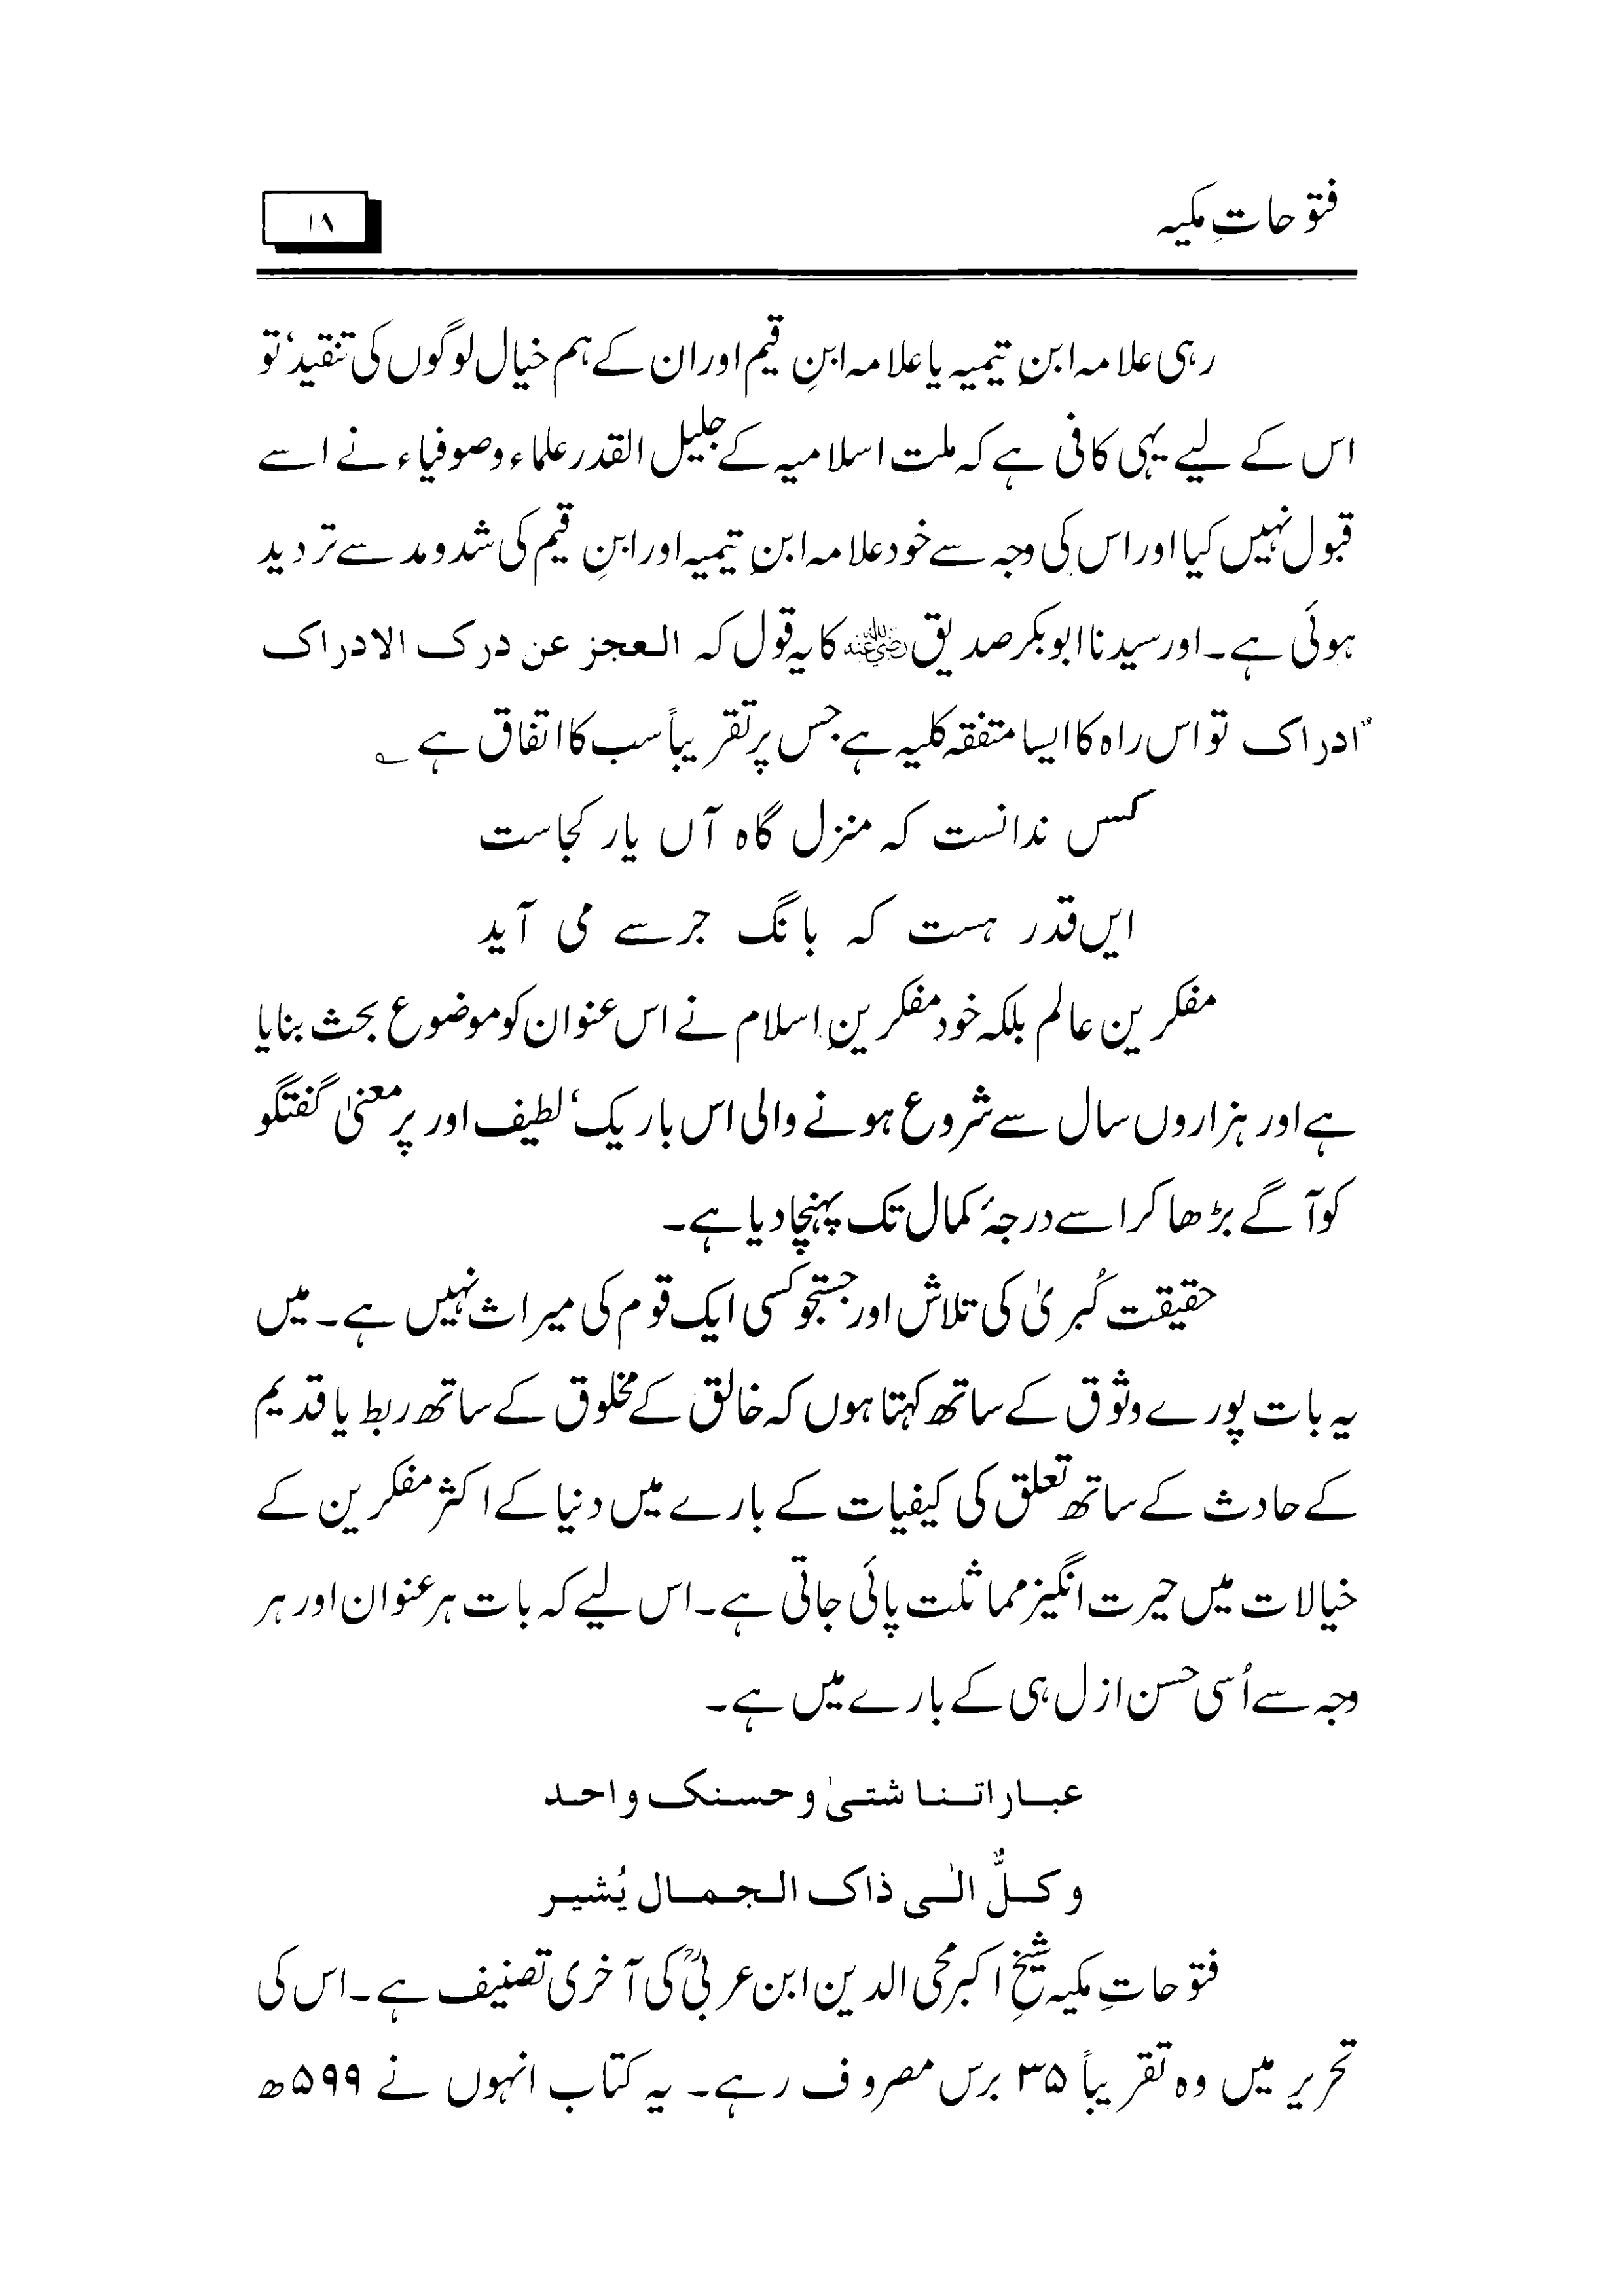 فتوحاتِ مکیہ
۱۸
رہی علامہ ابنِ تیمیہ یا علامہ ابنِ قیم اور ان کے ہم خیال لوگوں کی تنقید‘ تو
اس کے لیے یہی کافی ہے کہ ملت اسلامیہ کے جلیل القدر علماء و صوفیاء نے اسے
قبول نہیں کیا اور اس کی وجہ سے خود علامہ ابنِ تیمیہ اور ابنِ قیم کی شدومد سے تردید
ہوئی ہے۔ اور سیدنا ابوبکر صدیق رضی اللہ عنہ کا یہ قول کہ العجز عن درک الادراک
ادراک تو اس راہ کا ایسا متفقہ کلیہ ہے جس پر تقریباً سب کا اتفاق ہے ؎
کس ندانست کہ منزل گاہ آں یار کجاست
ایں قدر ہست کہ بانگ جرسے می آید
مفکرین عالم بلکہ خود مفکرینِ اسلام نے اس عنوان کو موضوع بحث بنایا
ہے اور ہزاروں سال سے شروع ہونے والی اس باریک‘ لطیف اور پر معنیٰ گفتگو
کو آگے بڑھا کر اسے درجۂ کمال تک پہنچا دیا ہے۔
حقیقت کُبریٰ کی تلاش اور جستجو کسی ایک قوم کی میراث نہیں ہے۔ میں
یہ بات پورے وثوق کے ساتھ کہتا ہوں کہ خالق کے مخلوق کے ساتھ ربط یا قدیم
کے حادث کے ساتھ تعلق کی کیفیات کے بارے میں دنیا کے اکثر مفکرین کے
خیالات میں حیرت انگیز مماثلت پائی جاتی ہے۔ اس لیے کہ بات ہر عنوان اور ہر
وجہ سے اُسی حسن ازل ہی کے بارے میں ہے۔
عباراتنا شتیٰ و حسنک واحد
و کلٌّ الٰی ذاک الجمال یُشیر
فتوحاتِ مکیہ شیخِ اکبر محی الدین ابن عربیؒ کی آخری تصنیف ہے۔ اس کی
تحریر میں وہ تقریباً ۳۵ برس مصروف رہے۔ یہ کتاب انہوں نے ۵۹۹ھ